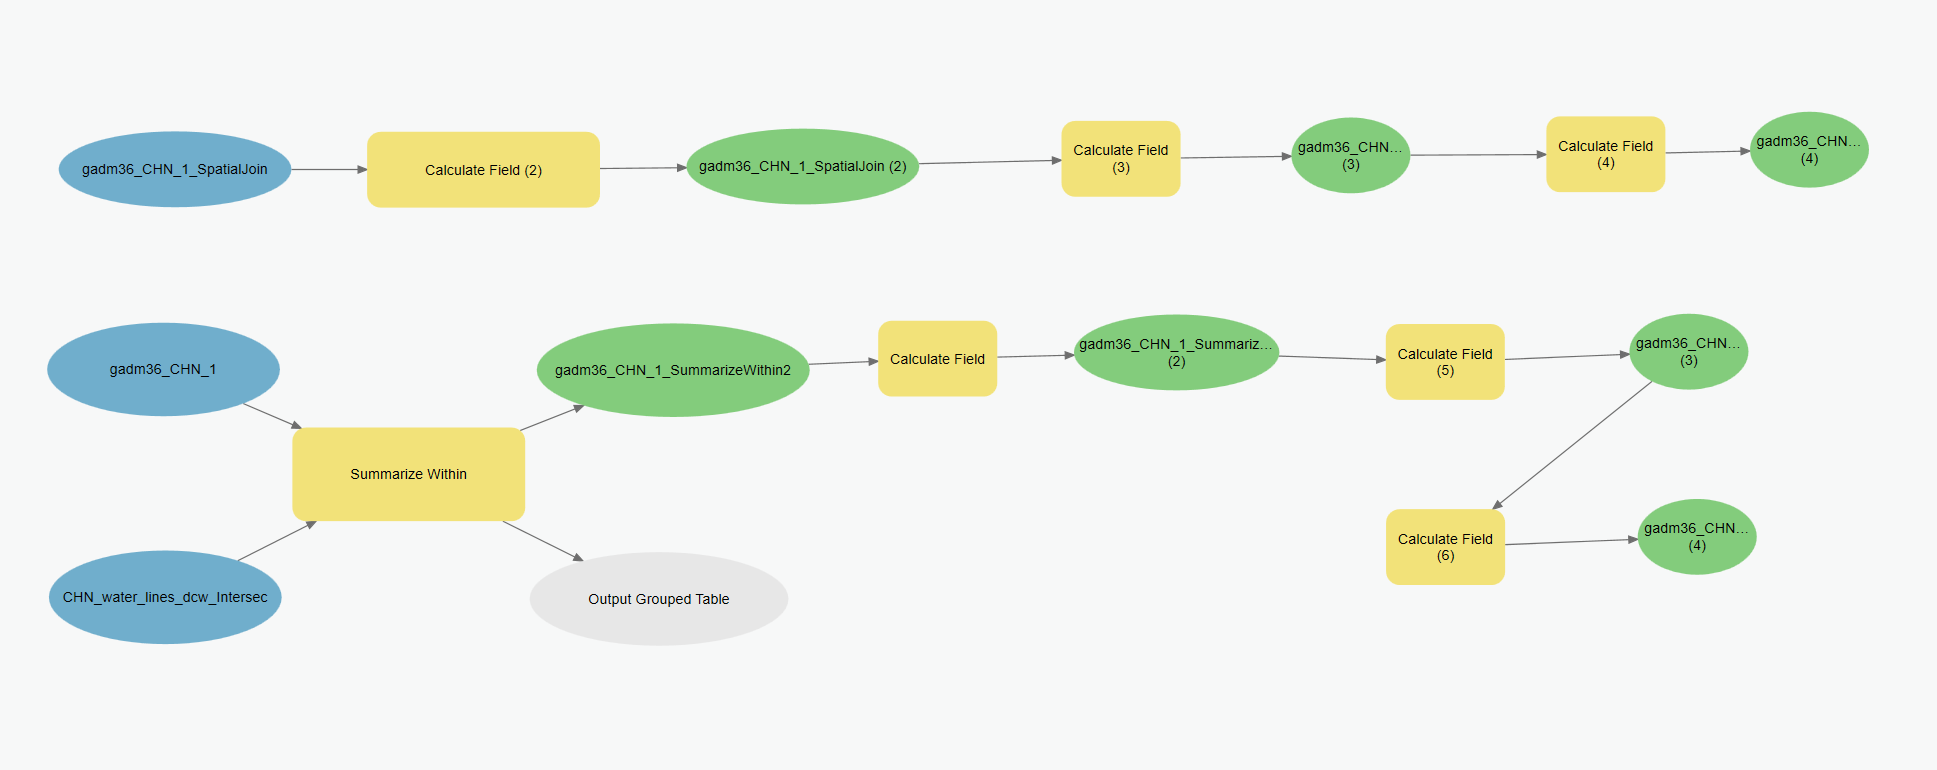 gadm36_CHN_1_SpatialJoin
Calculate Field (2)
gadm36_CHN_1_SpatialJoin (2)
Calculate Field
(3)
gadm36_CHN...
(3)
Calculate Field
(4)
gadm36_CHN...
(4)
gadm36_CHN_1
gadm36_CHN_1_SummarizeWithin2
Calculate Field
gadm36_CHN_1_Summariz...
(2)
Calculate Field
(5)
gadm36_CHN...
(3)
Summarize Within
CHN_water_lines_dcw_Intersec
Output Grouped Table
Calculate Field
(6)
gadm36_CHN...
(4)